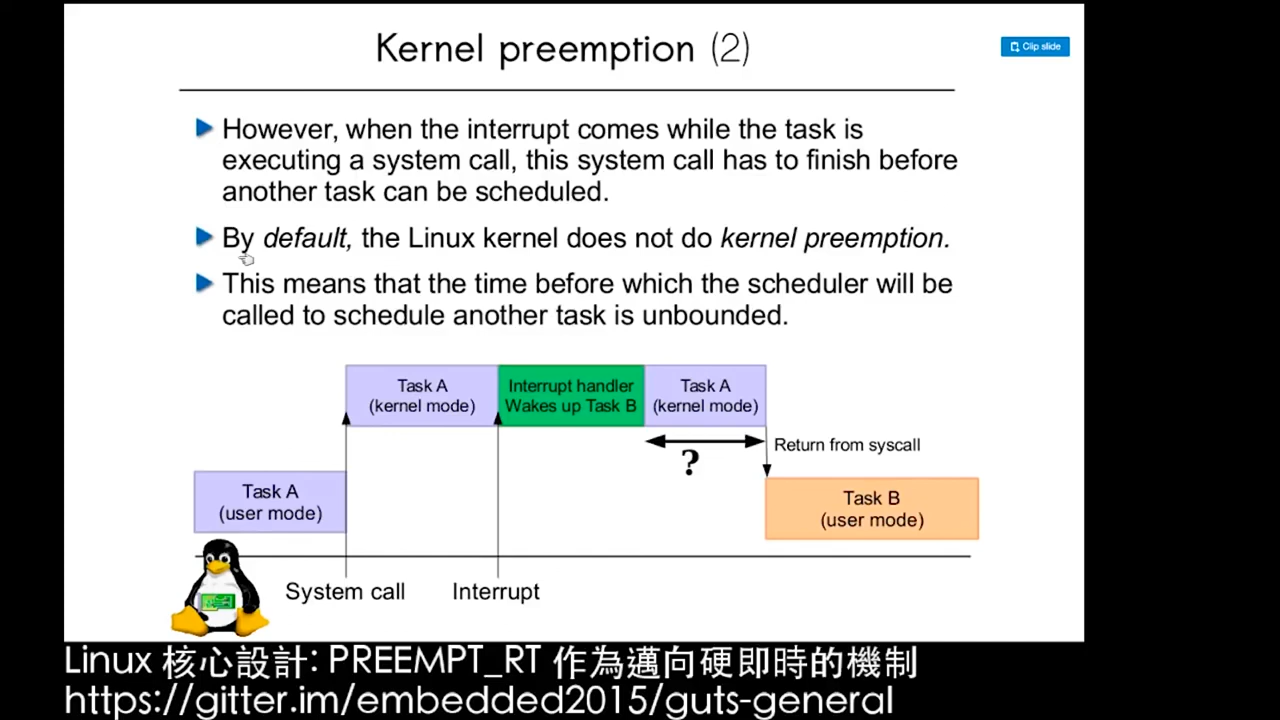 Kernel preemption (2)
Clip slide
However, when the interrupt comes while the task is
executing a system call, this system call has to finish before
another task can be scheduled.
By default, the Linux kernel does not do kernel preemption.
This means that the time before which the scheduler will be
called to schedule another task is unbounded.
Task A
(kernel mode)
Interrupt handler
Wakes up Task B
Task A
(kernel mode)
?
Return from syscall
Task A
(user mode)
Task B
(user mode)
System call
Interrupt
Linux 核心設計: PREEMPT_RT 作為邁向硬即時的機制
https://gitter.im/embedded2015/guts-general